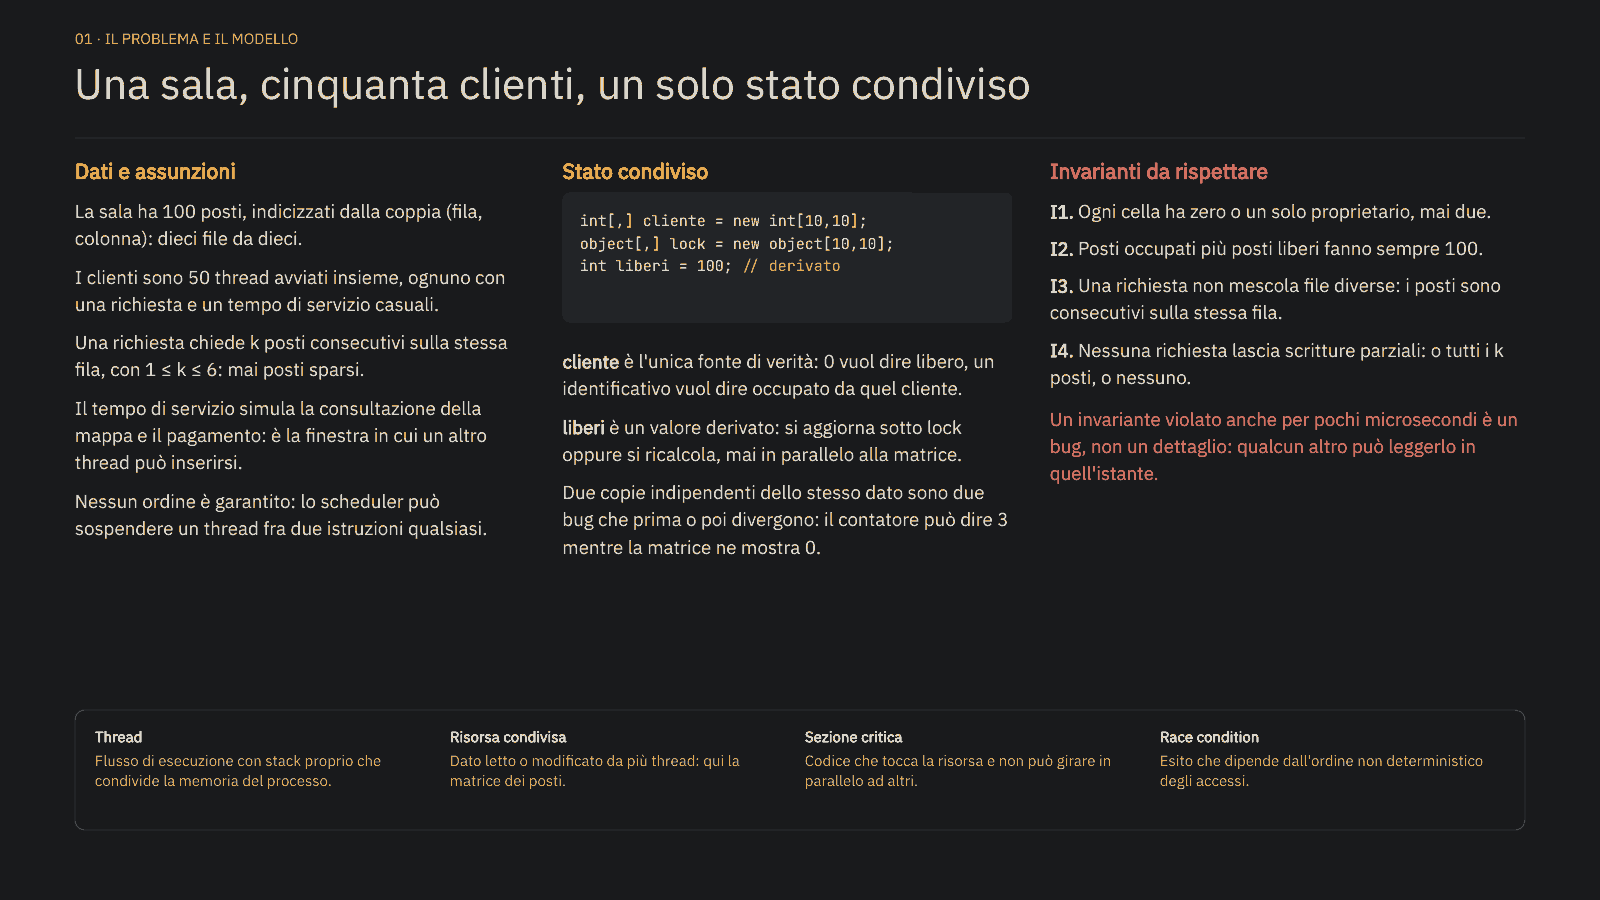 01 · IL PROBLEMA E IL MODELLO
Una sala, cinquanta clienti, un solo stato condiviso
Dati e assunzioni
La sala ha 100 posti, indicizzati dalla coppia (fila,
colonna): dieci file da dieci.
I clienti sono 50 thread avviati insieme, ognuno con
una richiesta e un tempo di servizio casuali.
Una richiesta chiede k posti consecutivi sulla stessa
fila, con 1 ≤ k ≤ 6: mai posti sparsi.
Il tempo di servizio simula la consultazione della
mappa e il pagamento: è la finestra in cui un altro
thread può inserirsi.
Nessun ordine è garantito: lo scheduler può
sospendere un thread fra due istruzioni qualsiasi.
Stato condiviso
int[,] cliente = new int[10,10];
object[,] lock = new object[10,10];
int liberi = 100; // derivato
cliente è l'unica fonte di verità: 0 vuol dire libero, un
identificativo vuol dire occupato da quel cliente.
liberi è un valore derivato: si aggiorna sotto lock
oppure si ricalcola, mai in parallelo alla matrice.
Due copie indipendenti dello stesso dato sono due
bug che prima o poi divergono: il contatore può dire 3
mentre la matrice ne mostra 0.
Invarianti da rispettare
I1. Ogni cella ha zero o un solo proprietario, mai due.
I2. Posti occupati più posti liberi fanno sempre 100.
I3. Una richiesta non mescola file diverse: i posti sono
consecutivi sulla stessa fila.
I4. Nessuna richiesta lascia scritture parziali: o tutti i k
posti, o nessuno.
Un invariante violato anche per pochi microsecondi è un
bug, non un dettaglio: qualcun altro può leggerlo in
quell'istante.
Thread
Flusso di esecuzione con stack proprio che
condivide la memoria del processo.
Risorsa condivisa
Dato letto o modificato da più thread: qui la
matrice dei posti.
Sezione critica
Codice che tocca la risorsa e non può girare in
parallelo ad altri.
Race condition
Esito che dipende dall'ordine non deterministico
degli accessi.